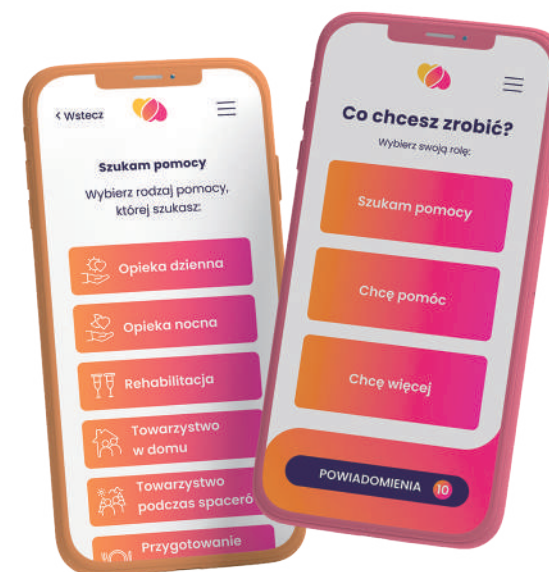 < Wstecz
Szukam pomocy
Wybierz rodzaj pomocy,
której szukasz:
Opieka dzienna
Opieka nocna
Rehabilitacja
Towarzystwo
w domu
Towarzystwo
podczas spaceró
Przygotowanie
Co chcesz zrobić?
Wybierz swoją rolę:
Szukam pomocy
Chcę pomóc
Chcę więcej
POWIADOMIENIA 10